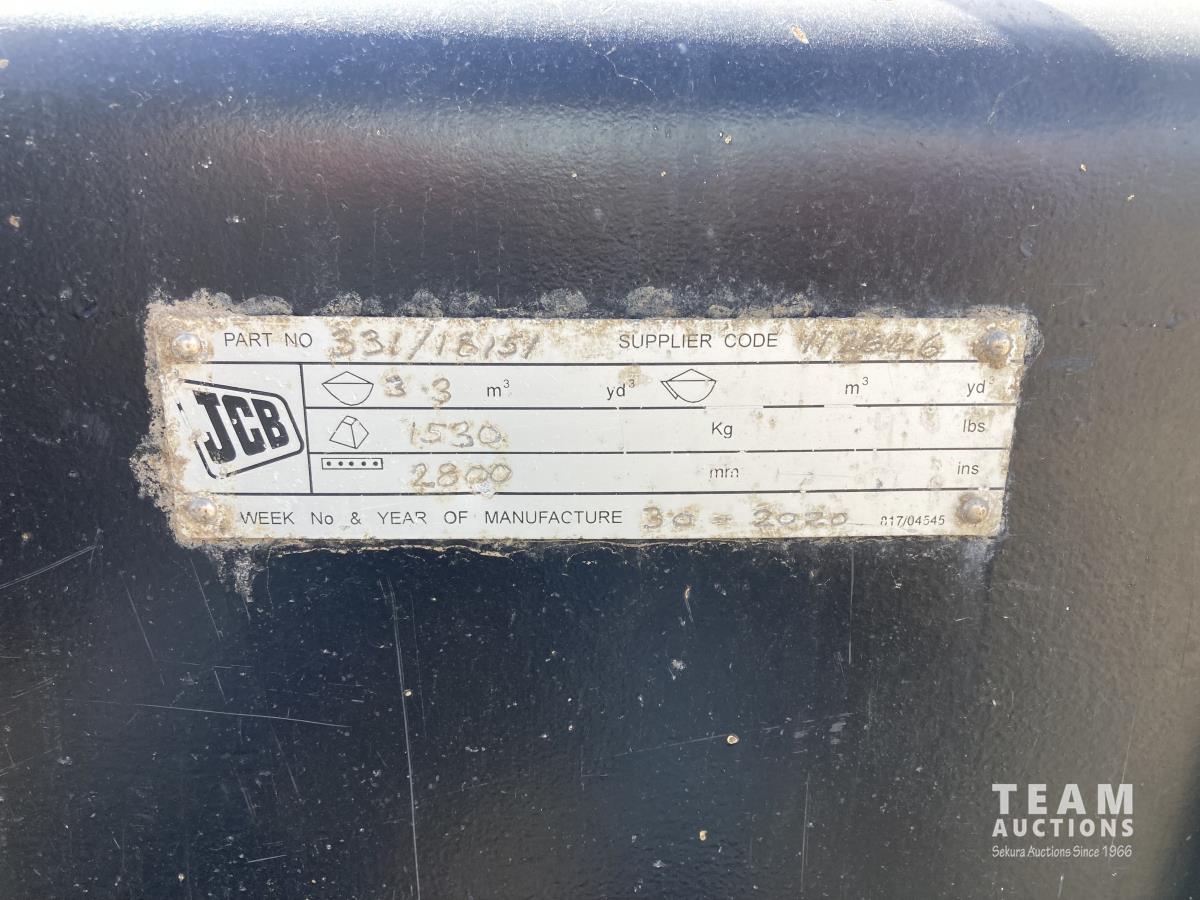 PART NO 331/18151 SUPPLIER CODE
JCB
3 3 m³ yd³ m³ yd
1530 Kg lbs
2800 mm ins
WEEK No & YEAR OF MANUFACTURE 30 - 2020 817/04545
TEAM
AUCTIONS
Sekura Auctions Since 1966